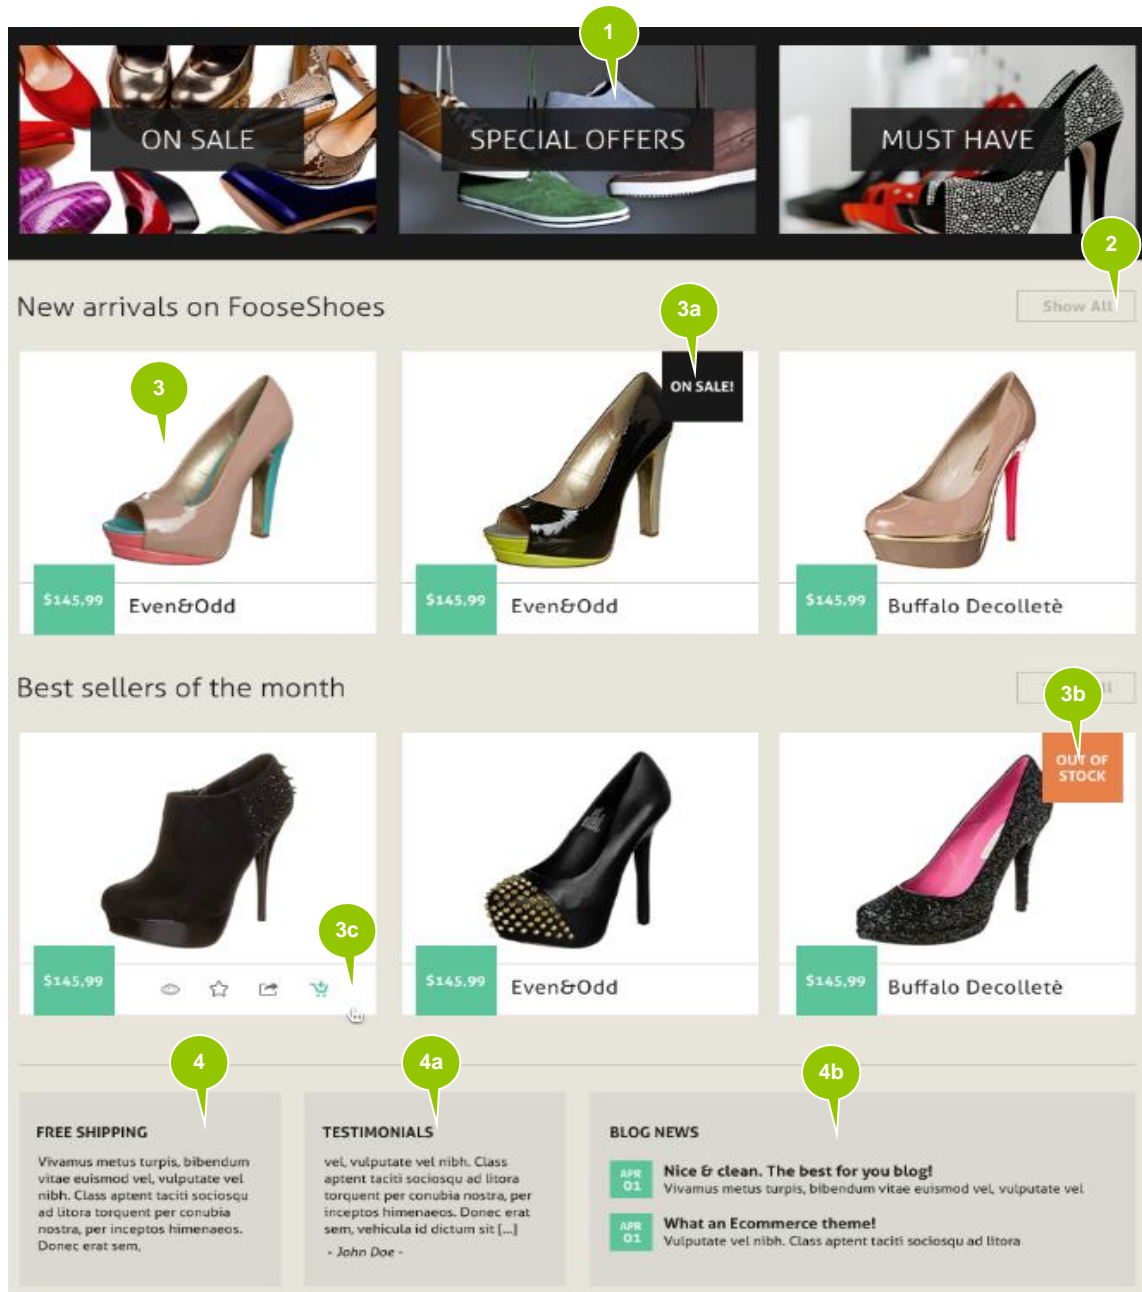 1
ON SALE
SPECIAL OFFERS
MUST HAVE
2
New arrivals on FooseShoes
Show All
3a
3
ON SALE!
$145,99
Even&Odd
$145,99
Even&Odd
$145,99
Buffalo Decolletè
Best sellers of the month
3b
OUT OF
STOCK
3c
$145,99
$145,99
Even&Odd
$145,99
Buffalo Decolletè
4
4a
4b
FREE SHIPPING
Vivamus metus turpis, bibendum
vitae euismod vel, vulputate vel
nibh. Class aptent taciti sociosqu
ad litora torquent per conubia
nostra, per inceptos himenaeos.
Donec erat sem,
TESTIMONIALS
vel, vulputate vel nibh. Class
aptent taciti sociosqu ad litora
torquent per conubia nostra, per
inceptos himenaeos. Donec erat
sem, vehicula id dictum sit [...]
- John Doe -
BLOG NEWS
APR
01
Nice & clean. The best for you blog!
Vivamus metus turpis, bibendum vitae euismod vel, vulputate vel
APR
01
What an Ecommerce theme!
Vulputate vel nibh. Class aptent taciti sociosqu ad litora